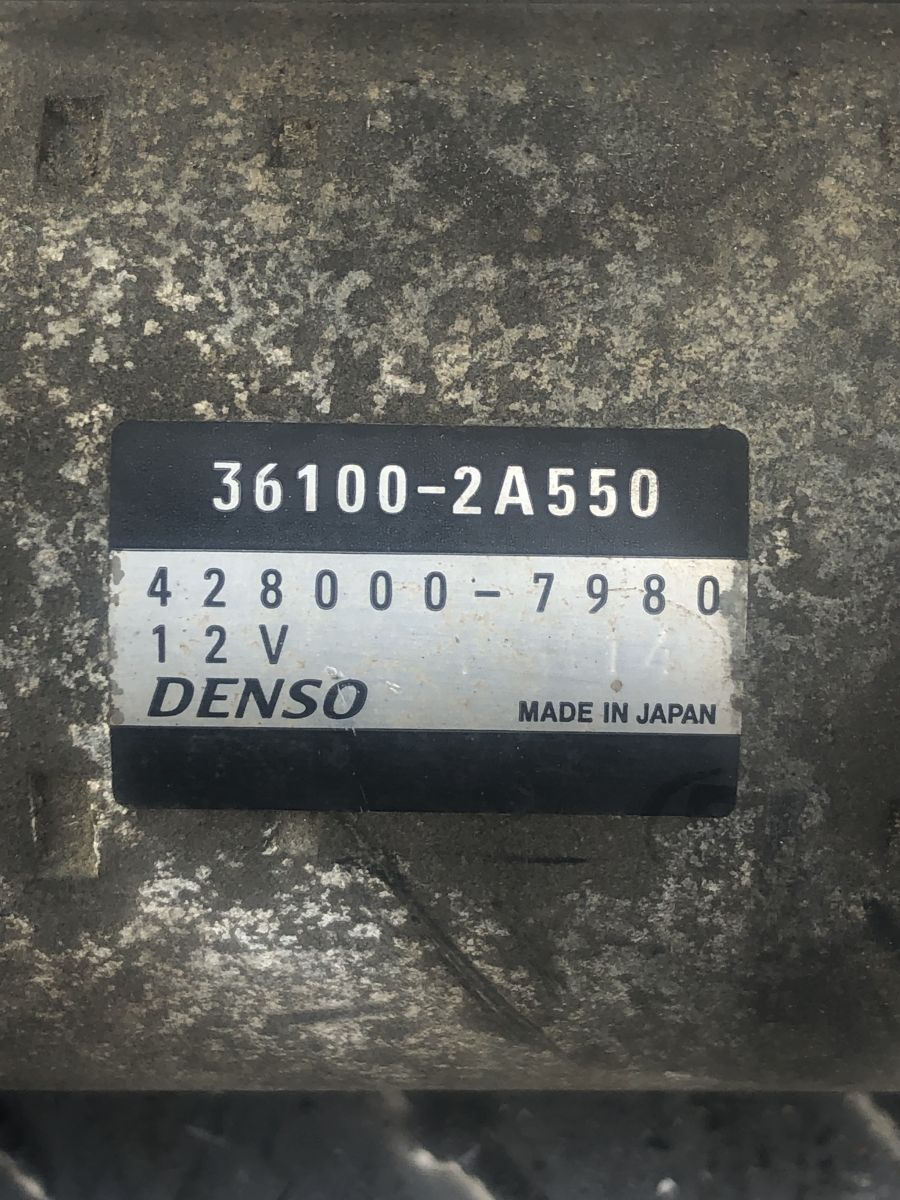 36100-2A550
428000-7980
12V
DENSO
MADE IN JAPAN